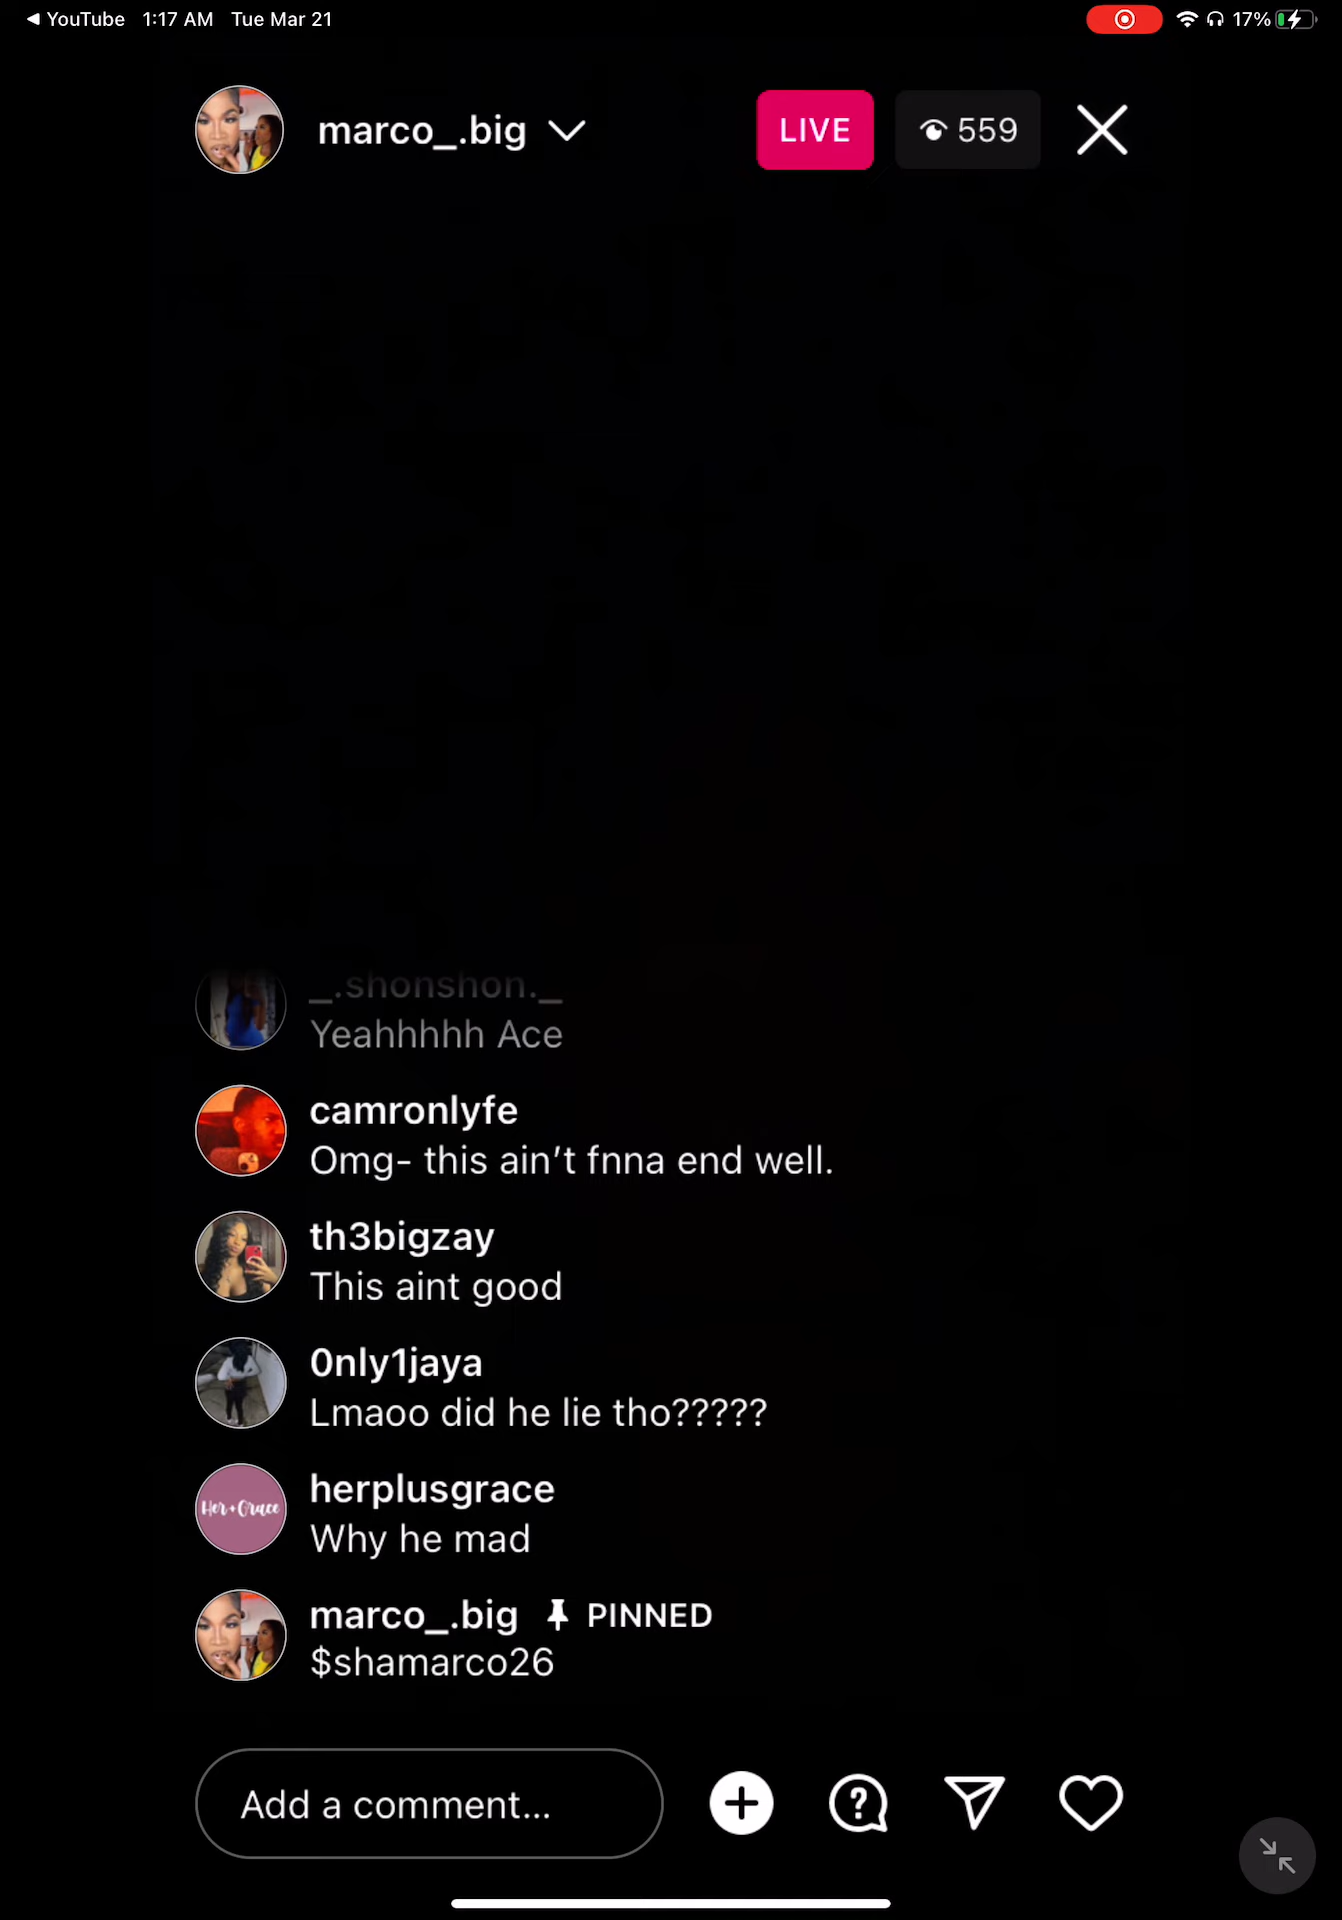 YouTube 1:17 AM Tue Mar 21 17%
marco_.big LIVE 559
_.shonshon._
Yeahhhhh Ace
camronlyfe
Omg- this ain’t fnna end well.
th3bigzay
This aint good
0nly1jaya
Lmaoo did he lie tho?????
Her+Grace
herplusgrace
Why he mad
marco_.big PINNED
$shamarco26
Add a comment...